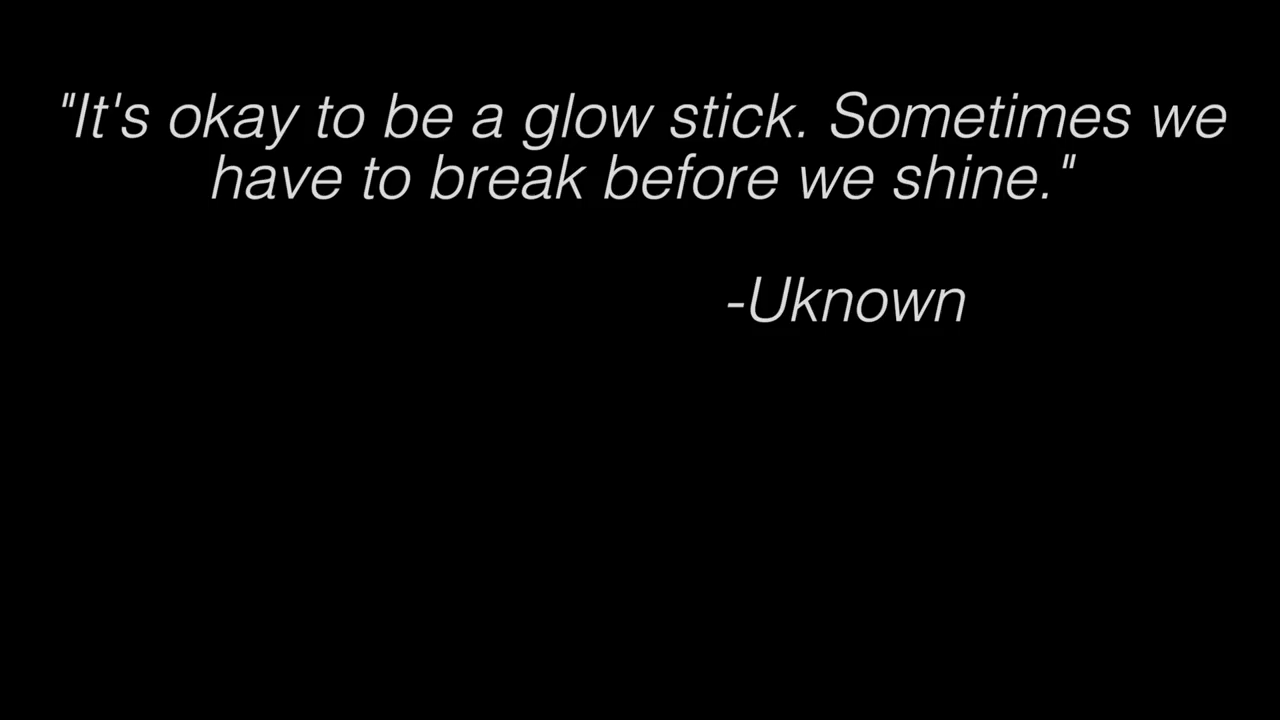 "It's okay to be a glow stick. Sometimes we
have to break before we shine."
-Uknown